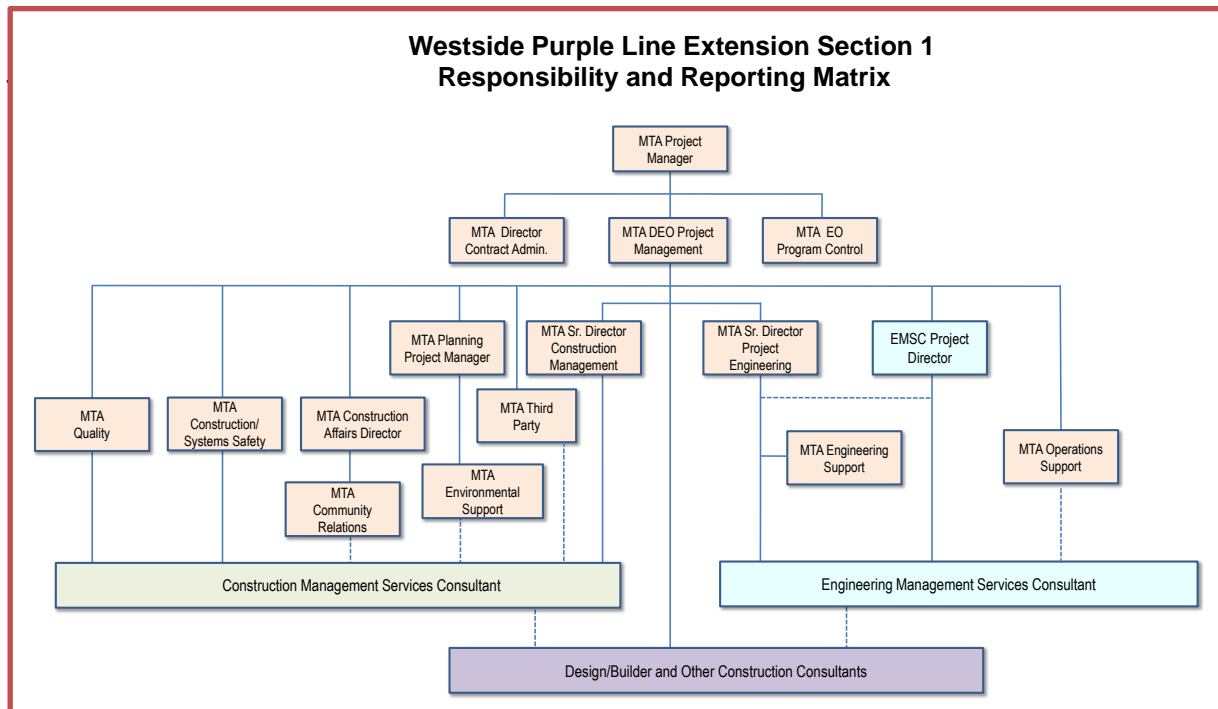 Westside Purple Line Extension Section 1
Responsibility and Reporting Matrix
MTA Project
Manager
MTA Director
Contract Admin.
MTA DEO Project
Management
MTA EO
Program Control
MTA Planning
Project Manager
MTA Sr. Director
Construction
Management
MTA Sr. Director
Project
Engineering
EMSC Project
Director
MTA
Quality
MTA
Construction/
Systems Safety
MTA Construction
Affairs Director
MTA Third
Party
MTA Engineering
Support
MTA Operations
Support
MTA
Community
Relations
MTA
Environmental
Support
Construction Management Services Consultant
Engineering Management Services Consultant
Design/Builder and Other Construction Consultants